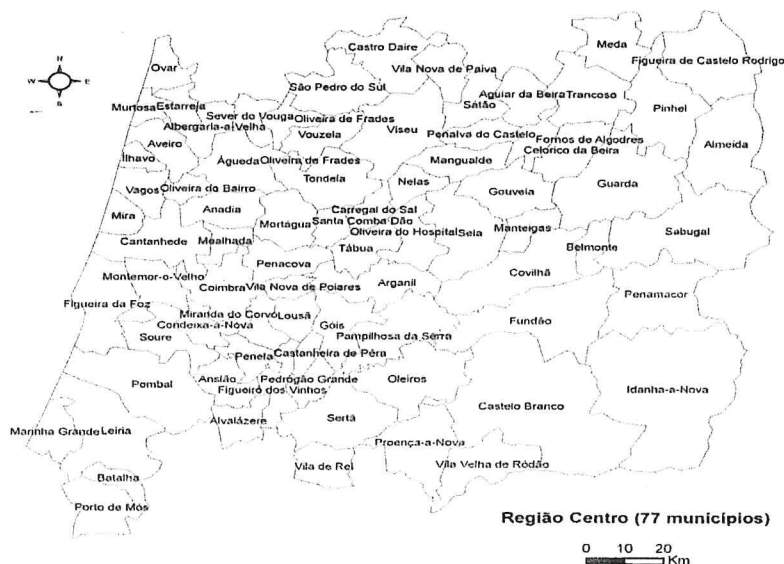 Meda
Castro Daire
Figueira de Castelo Rodrigo
Ovar
Vila Nova de Paiva
N
W E
S
São Pedro do Sul
Aguiar da Beira
Trancoso
Sátão
Pinhel
Murtosa
Estarreja
Sever do Vouga
Oliveira de Frades
Albergaria-a-Velha
Vouzela
Viseu
Penalva do Castelo
Fornos de Algodres
Aveiro
Celorico da Beira
Almeida
Ílhavo
Águeda
Oliveira de Frades
Mangualde
Tondela
Nelas
Guarda
Vagos
Oliveira do Bairro
Gouveia
Mira
Anadia
Carregal do Sal
Mortágua
Santa Comba Dão
Manteigas
Sabugal
Cantanhede
Mealhada
Oliveira do Hospital
Seia
Tábua
Belmonte
Penacova
Covilhã
Montemor-o-Velho
Arganil
Coimbra
Vila Nova de Poiares
Penamacor
Figueira da Foz
Miranda do Corvo
Lousã
Fundão
Condeixa-a-Nova
Góis
Soure
Pampilhosa da Serra
Penela
Castanheira de Pêra
Pombal
Ansião
Pedrógão Grande
Oleiros
Figueiró dos Vinhos
Idanha-a-Nova
Castelo Branco
Alvaiázere
Sertã
Marinha Grande
Leiria
Proença-a-Nova
Vila de Rei
Vila Velha de Ródão
Batalha
Porto de Mós
Região Centro (77 municípios)
0 10 20
Km